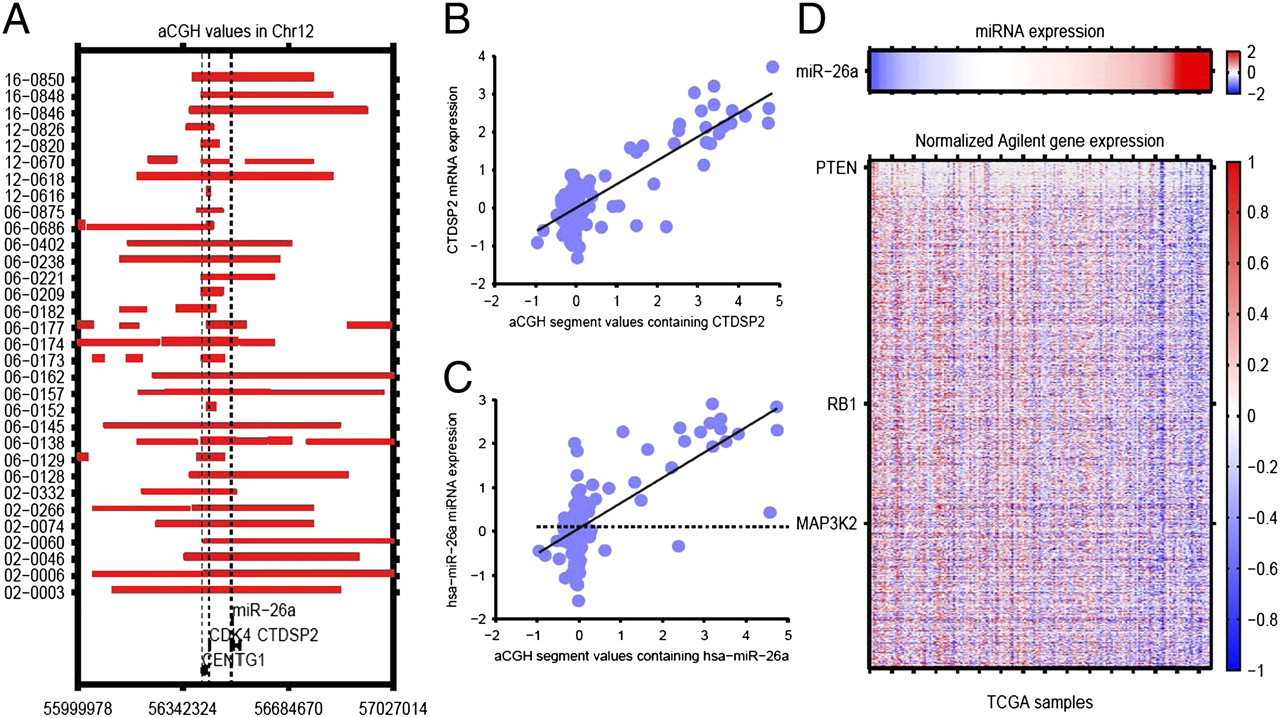 A
aCGH values in Chr12
16-0850
16-0848
16-0846
12-0826
12-0820
12-0670
12-0618
12-0616
06-0875
06-0686
06-0402
06-0238
06-0221
06-0209
06-0182
06-0177
06-0174
06-0173
06-0162
06-0157
06-0152
06-0145
06-0138
06-0129
06-0128
02-0332
02-0266
02-0074
02-0060
02-0046
02-0006
02-0003
miR-26a
CDK4 CTDSP2
CENTG1
55999978 56342324 56684670 57027014
B
CTDSP2 mRNA expression
4
3
2
1
0
-1
-2
-2 -1 0 1 2 3 4 5
aCGH segment values containing CTDSP2
C
hsa-miR-26a miRNA expression
3
2
1
0
-1
-2
-2 -1 0 1 2 3 4 5
aCGH segment values containing hsa-miR-26a
D
miRNA expression
miR-26a
2
0
-2
Normalized Agilent gene expression
PTEN
RB1
MAP3K2
1
0.8
0.6
0.4
0.2
0
-0.2
-0.4
-0.6
-0.8
-1
TCGA samples